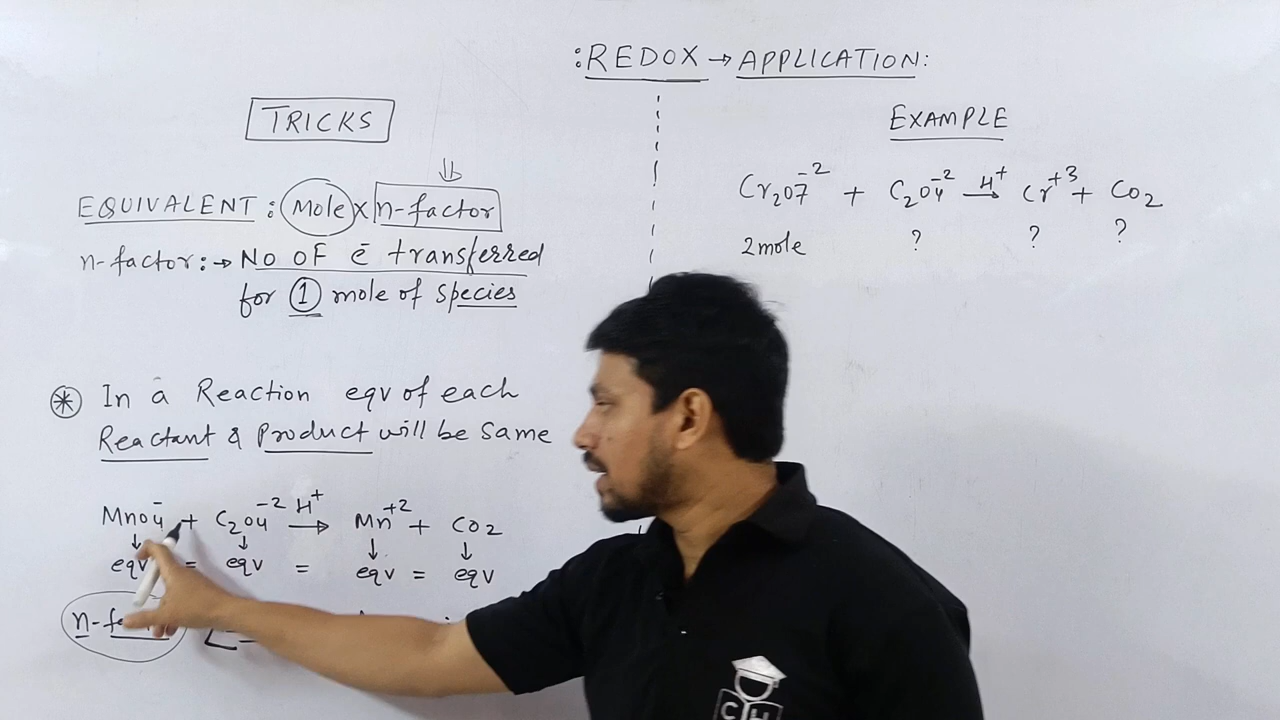 :REDOX → APPLICATION:
TRICKS
EQUIVALENT : Mole × n-factor
n-factor:→ No OF ē transferred
for 1 mole of species
* In a Reaction eqv of each
Reactant & Product will be same
MnO4⁻ + C2O4⁻² H⁺→ Mn⁺² + CO2
eqv = eqv = eqv = eqv
EXAMPLE
Cr2O7⁻² + C2O4⁻² H⁺→ Cr⁺³ + CO2
2mole ? ? ?